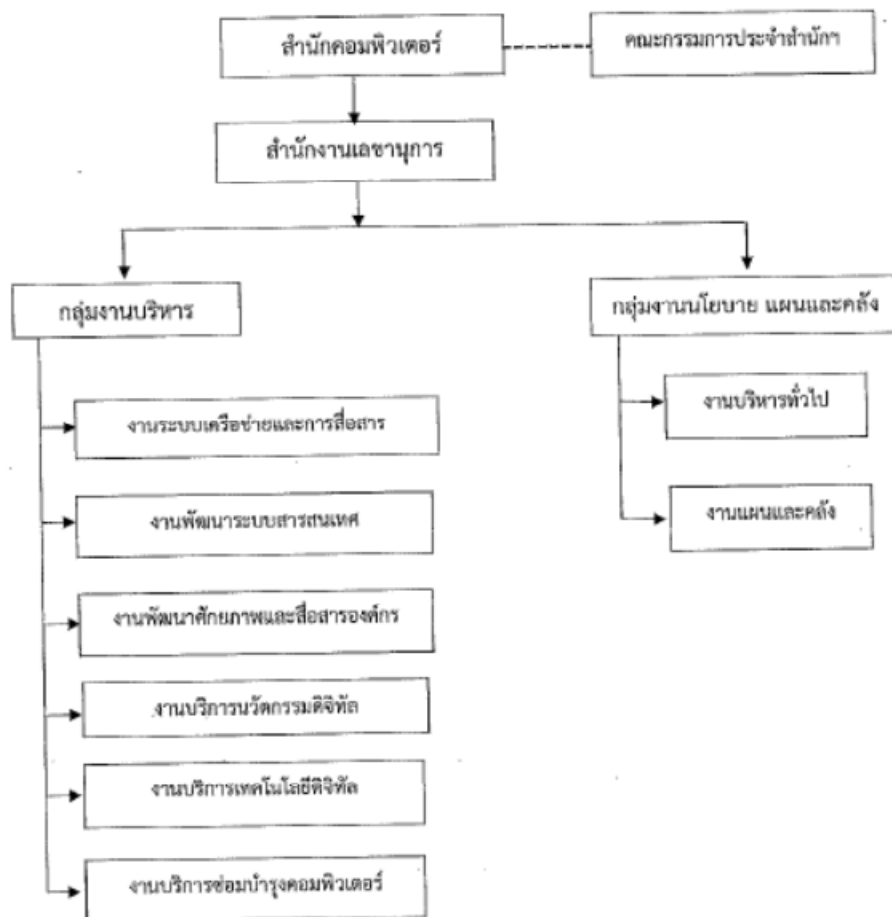 สำนักคอมพิวเตอร์
คณะกรรมการประจำสำนักฯ
สำนักงานเลขานุการ
กลุ่มงานบริหาร
กลุ่มงานนโยบาย แผนและคลัง
งานระบบเครือข่ายและการสื่อสาร
งานพัฒนาระบบสารสนเทศ
งานพัฒนาศักยภาพและสื่อสารองค์กร
งานบริการนวัตกรรมดิจิทัล
งานบริการเทคโนโลยีดิจิทัล
งานบริการซ่อมบำรุงคอมพิวเตอร์
งานบริหารทั่วไป
งานแผนและคลัง